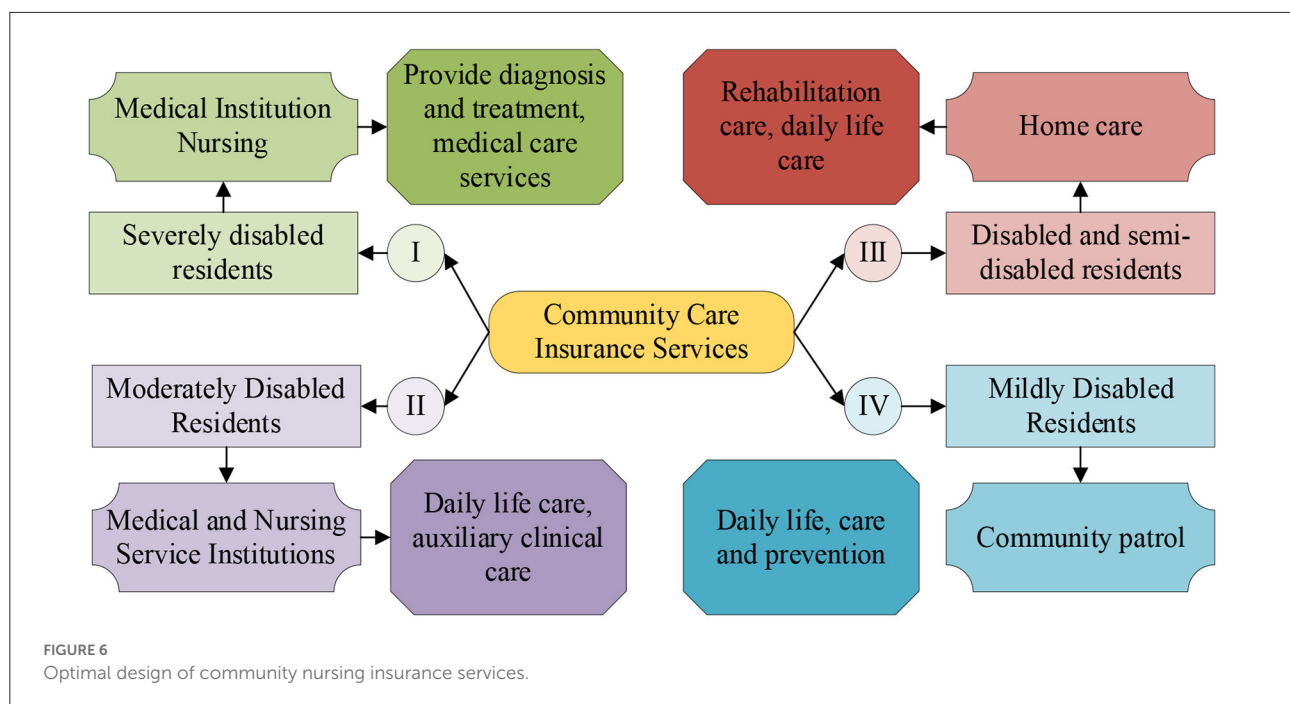 Medical Institution
Nursing
Provide diagnosis
and treatment,
medical care
services
Rehabilitation
care, daily life
care
Home care
Severely disabled
residents
I
III
Disabled and semi-
disabled residents
Community Care
Insurance Services
Moderately Disabled
Residents
II
IV
Mildly Disabled
Residents
Medical and Nursing
Service Institutions
Daily life care,
auxiliary clinical
care
Daily life, care
and prevention
Community patrol
FIGURE 6
Optimal design of community nursing insurance services.